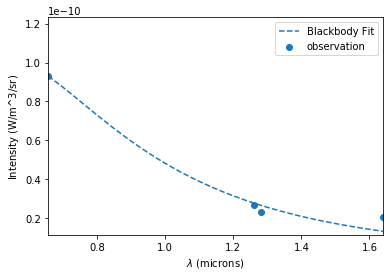 1e−10
Blackbody Fit
observation
1.2
1.0
0.8
0.6
0.4
0.2
Intensity (W/m^3/sr)
0.8 1.0 1.2 1.4 1.6
λ (microns)